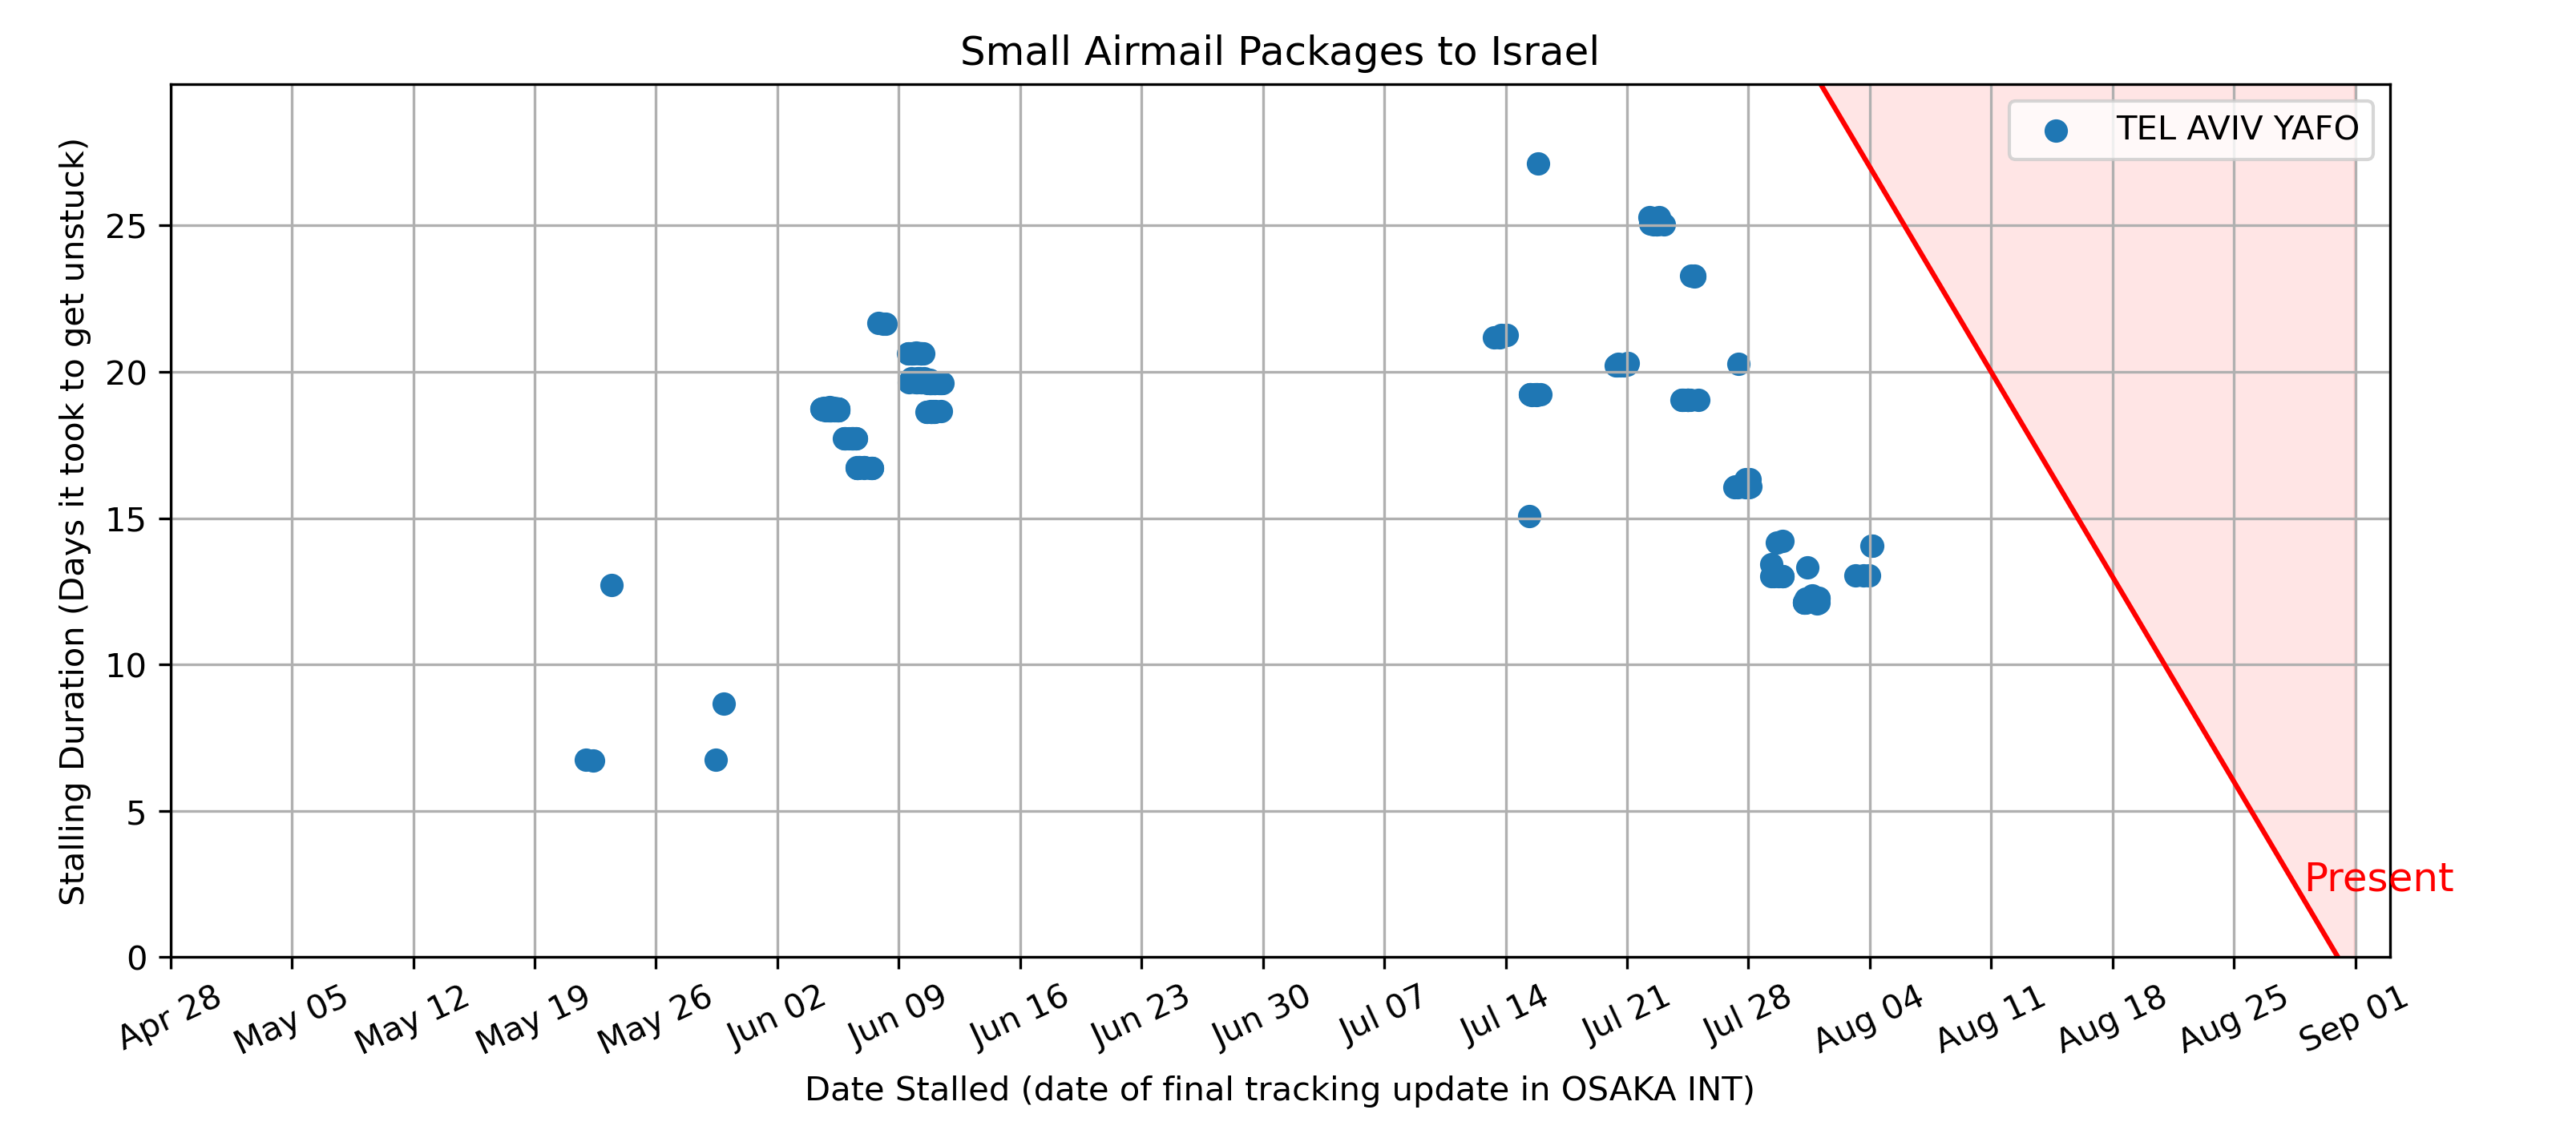 Small Airmail Packages to Israel
TEL AVIV YAFO
Stalling Duration (Days it took to get unstuck)
25
20
15
10
5
0
Present
Apr 28
May 05
May 12
May 19
May 26
Jun 02
Jun 09
Jun 16
Jun 23
Jun 30
Jul 07
Jul 14
Jul 21
Jul 28
Aug 04
Aug 11
Aug 18
Aug 25
Sep 01
Date Stalled (date of final tracking update in OSAKA INT)